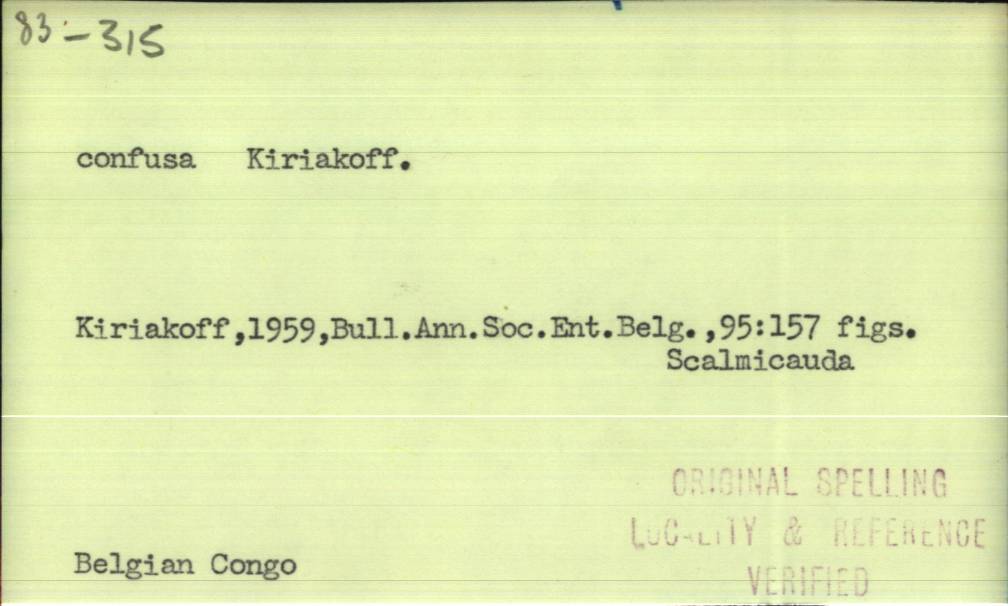 83-315
confusa Kiriakoff.
Kiriakoff,1959,Bull.Ann.Soc.Ent.Belg.,95:157 figs.
Scalmicauda
ORIGINAL SPELLING
LOCALITY & REFERENCE
VERIFIED
Belgian Congo